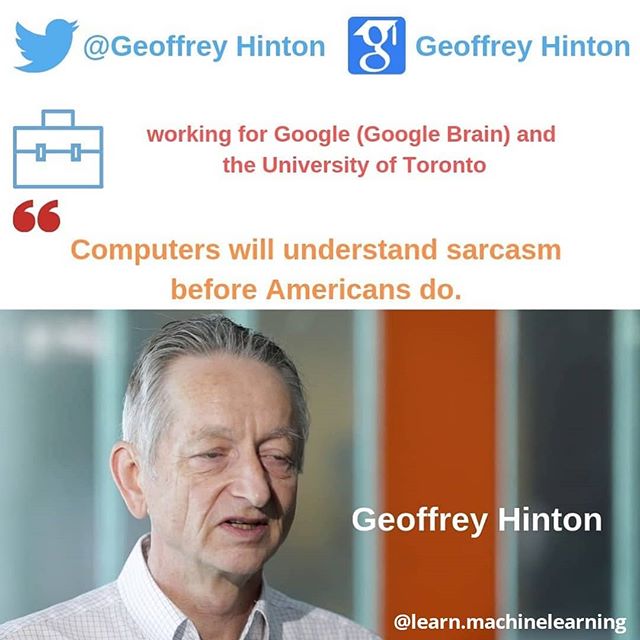 @Geoffrey Hinton
Geoffrey Hinton
working for Google (Google Brain) and
the University of Toronto
Computers will understand sarcasm
before Americans do.
Geoffrey Hinton
@learn.machinelearning